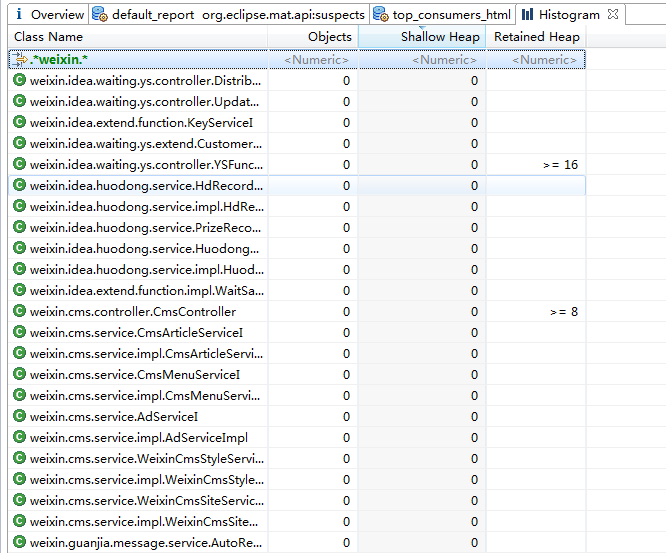 Overview default_report org.eclipse.mat.api:suspects top_consumers_html Histogram
Class Name Objects Shallow Heap Retained Heap
.*weixin.* <Numeric> <Numeric> <Numeric>
weixin.idea.waiting.ys.controller.Distrib... 0 0
weixin.idea.waiting.ys.controller.Updat... 0 0
weixin.idea.extend.function.KeyServiceI 0 0
weixin.idea.waiting.ys.extend.Customer... 0 0
weixin.idea.waiting.ys.controller.YSFunc... 0 0 >= 16
weixin.idea.huodong.service.HdRecord... 0 0
weixin.idea.huodong.service.impl.HdRe... 0 0
weixin.idea.huodong.service.PrizeReco... 0 0
weixin.idea.huodong.service.Huodong... 0 0
weixin.idea.huodong.service.impl.Huod... 0 0
weixin.idea.extend.function.impl.WaitSa... 0 0
weixin.cms.controller.CmsController 0 0 >= 8
weixin.cms.service.CmsArticleServiceI 0 0
weixin.cms.service.impl.CmsArticleServi... 0 0
weixin.cms.service.CmsMenuServiceI 0 0
weixin.cms.service.impl.CmsMenuServi... 0 0
weixin.cms.service.AdServiceI 0 0
weixin.cms.service.impl.AdServiceImpl 0 0
weixin.cms.service.WeixinCmsStyleServi... 0 0
weixin.cms.service.impl.WeixinCmsStyle... 0 0
weixin.cms.service.WeixinCmsSiteServic... 0 0
weixin.cms.service.impl.WeixinCmsSite... 0 0
weixin.guanjia.message.service.AutoRe... 0 0